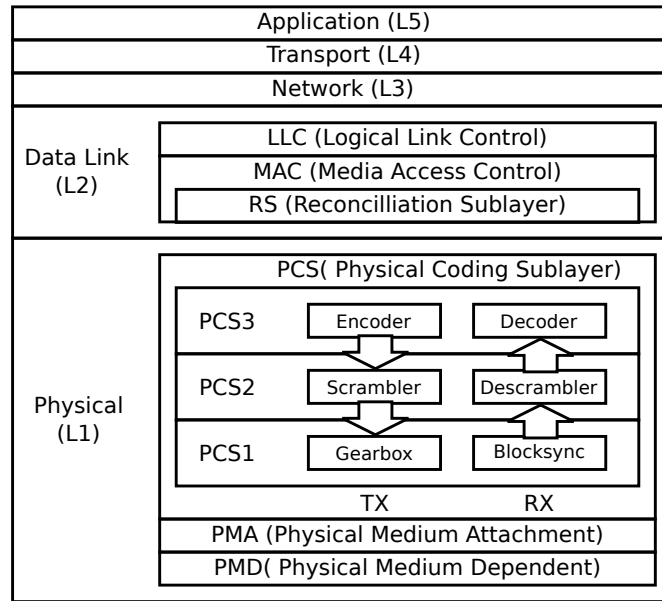 Application (L5)
Transport (L4)
Network (L3)
Data Link
(L2)
LLC (Logical Link Control)
MAC (Media Access Control)
RS (Reconcilliation Sublayer)
Physical
(L1)
PCS( Physical Coding Sublayer)
PCS3 Encoder Decoder
PCS2 Scrambler Descrambler
PCS1 Gearbox Blocksync
TX RX
PMA (Physical Medium Attachment)
PMD( Physical Medium Dependent)